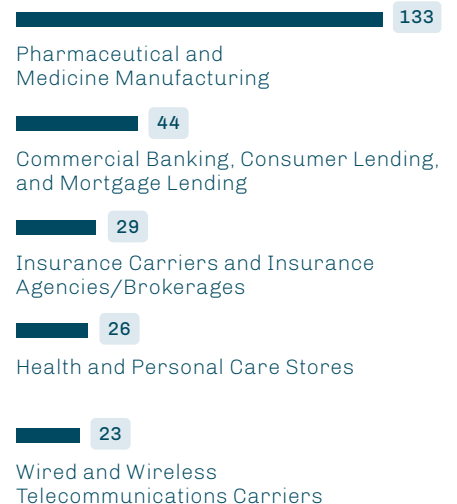 133
Pharmaceutical and
Medicine Manufacturing
44
Commercial Banking, Consumer Lending,
and Mortgage Lending
29
Insurance Carriers and Insurance
Agencies/Brokerages
26
Health and Personal Care Stores
23
Wired and Wireless
Telecommunications Carriers